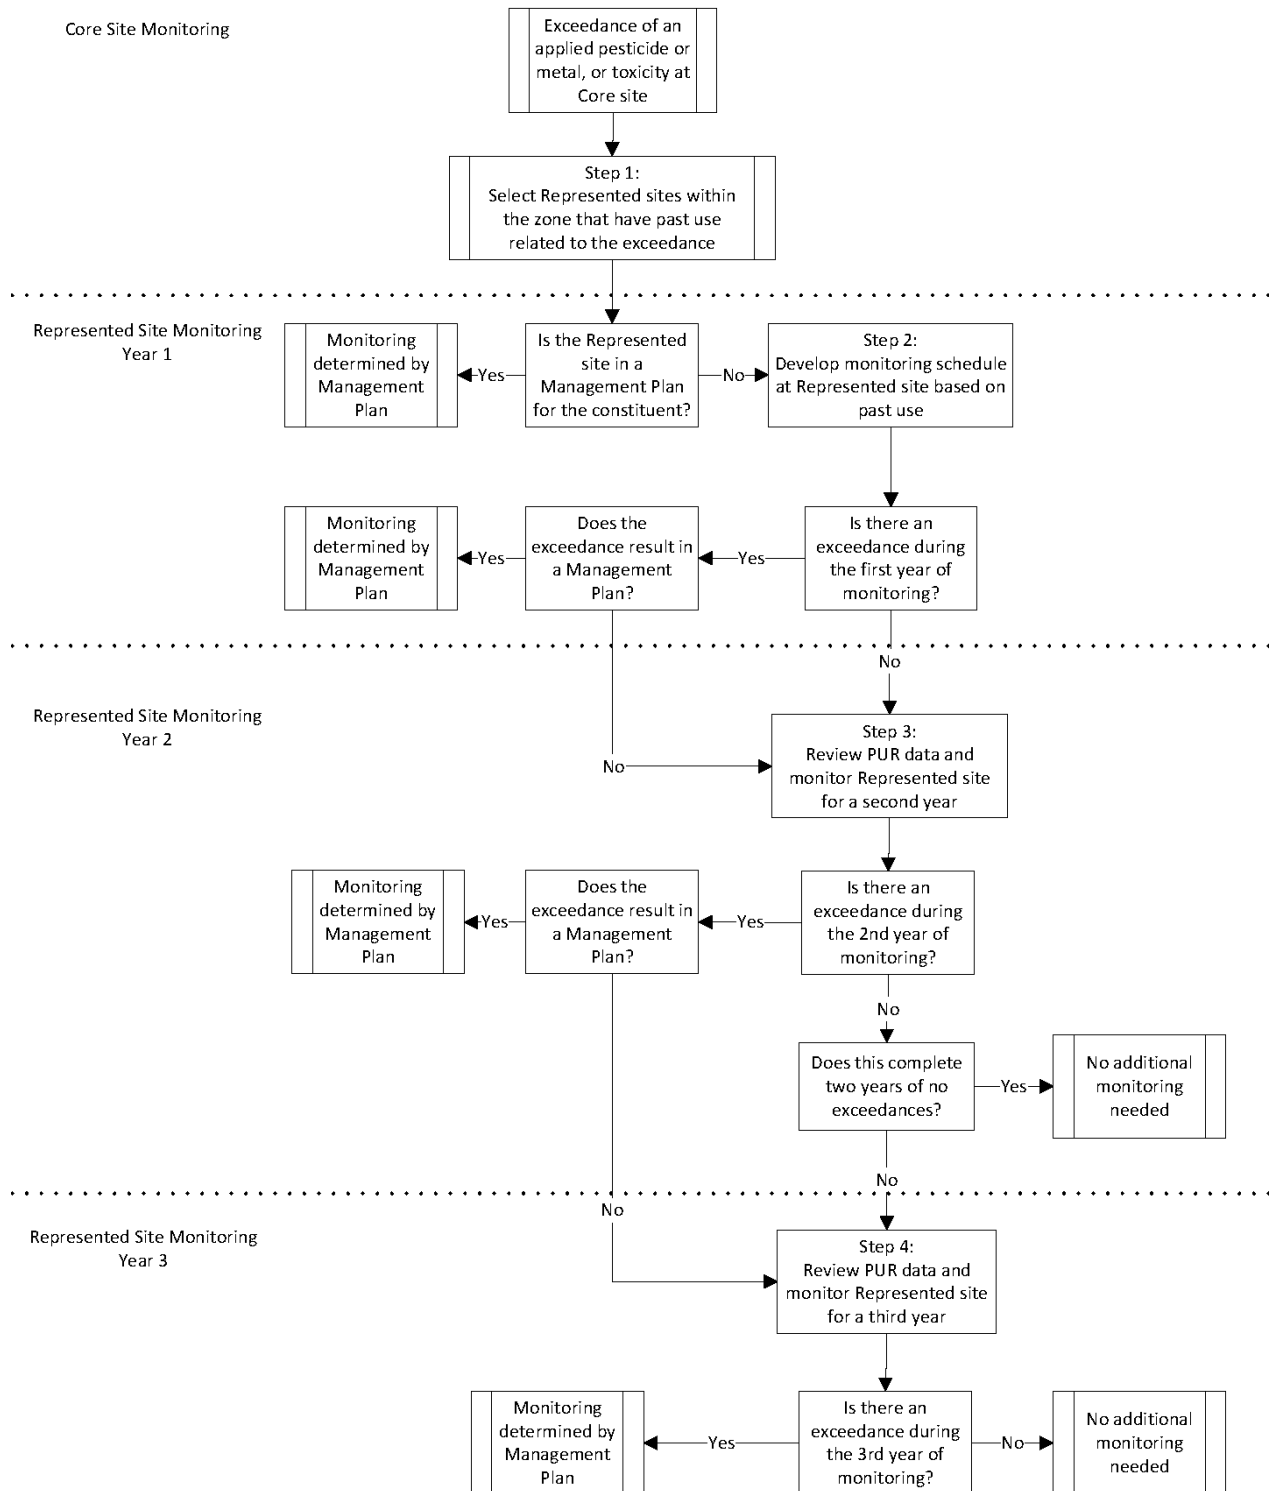 Core Site Monitoring
Exceedance of an
applied pesticide or
metal, or toxicity at
Core site
Step 1:
Select Represented sites within
the zone that have past use
related to the exceedance
Represented Site Monitoring
Year 1
Monitoring
determined by
Management
Plan
Yes
Is the Represented
site in a
Management Plan
for the constituent?
No
Step 2:
Develop monitoring schedule
at Represented site based on
past use
Monitoring
determined by
Management
Plan
Yes
Does the
exceedance result in
a Management
Plan?
Yes
Is there an
exceedance during
the first year of
monitoring?
No
Represented Site Monitoring
Year 2
No
Step 3:
Review PUR data and
monitor Represented site
for a second year
Monitoring
determined by
Management
Plan
Yes
Does the
exceedance result in
a Management
Plan?
Yes
Is there an
exceedance during
the 2nd year of
monitoring?
No
Does this complete
two years of no
exceedances?
Yes
No additional
monitoring
needed
No
No
Represented Site Monitoring
Year 3
Step 4:
Review PUR data and
monitor Represented site
for a third year
Monitoring
determined by
Management
Plan
Yes
Is there an
exceedance during
the 3rd year of
monitoring?
No
No additional
monitoring
needed